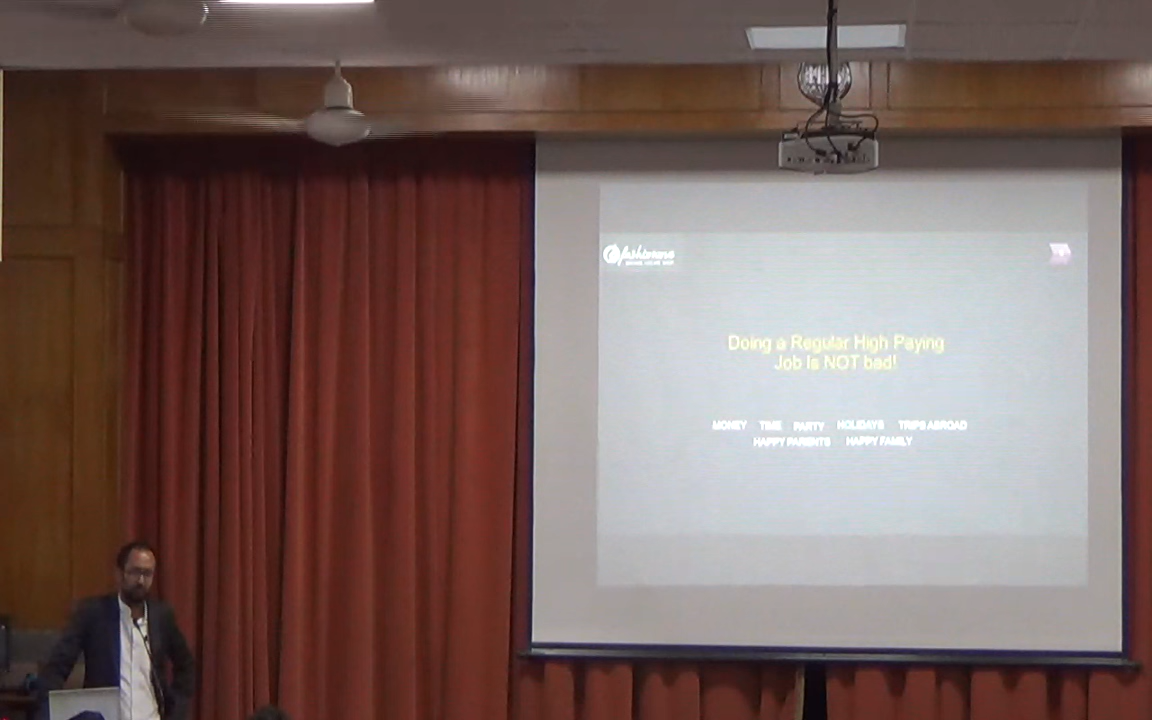 Doing a Regular High Paying
Job is NOT bad!
MONEY TIME PARTY HOLIDAYS TRIPS ABROAD
HAPPY PARENTS HAPPY FAMILY